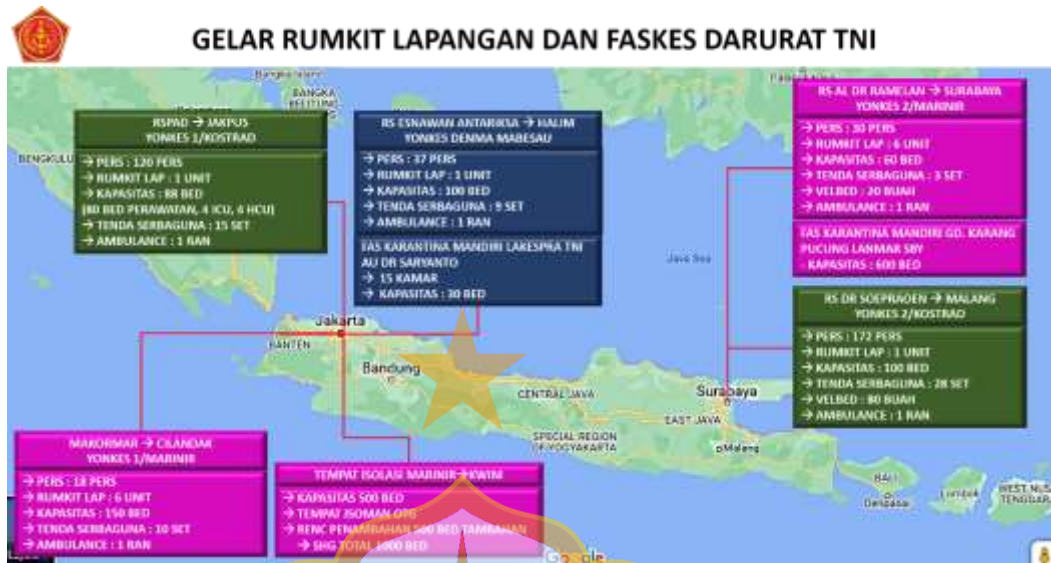 GELAR RUMKIT LAPANGAN DAN FASKES DARURAT TNI
RSPAD → JAKPUS
YONKES 1/KOSTRAD
→ PERS : 120 PERS
→ RUMKIT LAP : 1 UNIT
→ KAPASITAS : 88 BED
(80 BED PERAWATAN, 4 ICU, 4 HCU)
→ TENDA SERBAGUNA : 15 SET
→ AMBULANCE : 1 RAN
RS ESNAWAN ANTARIKSA → HALIM
YONKES DENMA MABESAU
→ PERS : 37 PERS
→ RUMKIT LAP : 1 UNIT
→ KAPASITAS : 100 BED
→ TENDA SERBAGUNA : 9 SET
→ AMBULANCE : 1 RAN
FAS KARANTINA MANDIRI LAKESPRA TNI
AU DR SARYANTO
→ 15 KAMAR
→ KAPASITAS : 30 BED
RS AL DR RAMELAN → SURABAYA
YONKES 2/MARINIR
→ PERS : 30 PERS
→ RUMKIT LAP : 6 UNIT
→ KAPASITAS : 60 BED
→ TENDA SERBAGUNA : 3 SET
→ VELBED : 20 BUAH
→ AMBULANCE : 1 RAN
FAS KARANTINA MANDIRI GD. KARANG
PUCUNG LANMAR SBY
- KAPASITAS : 600 BED
RS DR SOEPRAOEN → MALANG
YONKES 2/KOSTRAD
→ PERS : 172 PERS
→ RUMKIT LAP : 1 UNIT
→ KAPASITAS : 100 BED
→ TENDA SERBAGUNA : 28 SET
→ VELBED : 80 BUAH
→ AMBULANCE : 1 RAN
MAKORMAR → CILANDAK
YONKES 1/MARINIR
→ PERS : 18 PERS
→ RUMKIT LAP : 6 UNIT
→ KAPASITAS : 150 BED
→ TENDA SERBAGUNA : 10 SET
→ AMBULANCE : 1 RAN
TEMPAT ISOLASI MARINIR → KWINI
→ KAPASITAS 500 BED
→ TEMPAT ISOMAN OTG
→ RENC PENAMBAHAN 500 BED TAMBAHAN
→ SHG TOTAL 1000 BED
BANGKA
BELITUNG
BENGKULU
Java Sea
Jakarta
BANTEN
Bandung
CENTRAL JAVA
Surabaya
EAST JAVA
SPECIAL REGION
OF YOGYAKARTA
Malang
BALI
Denpasar
Lombok
WEST NUS
TENGGAR
Google